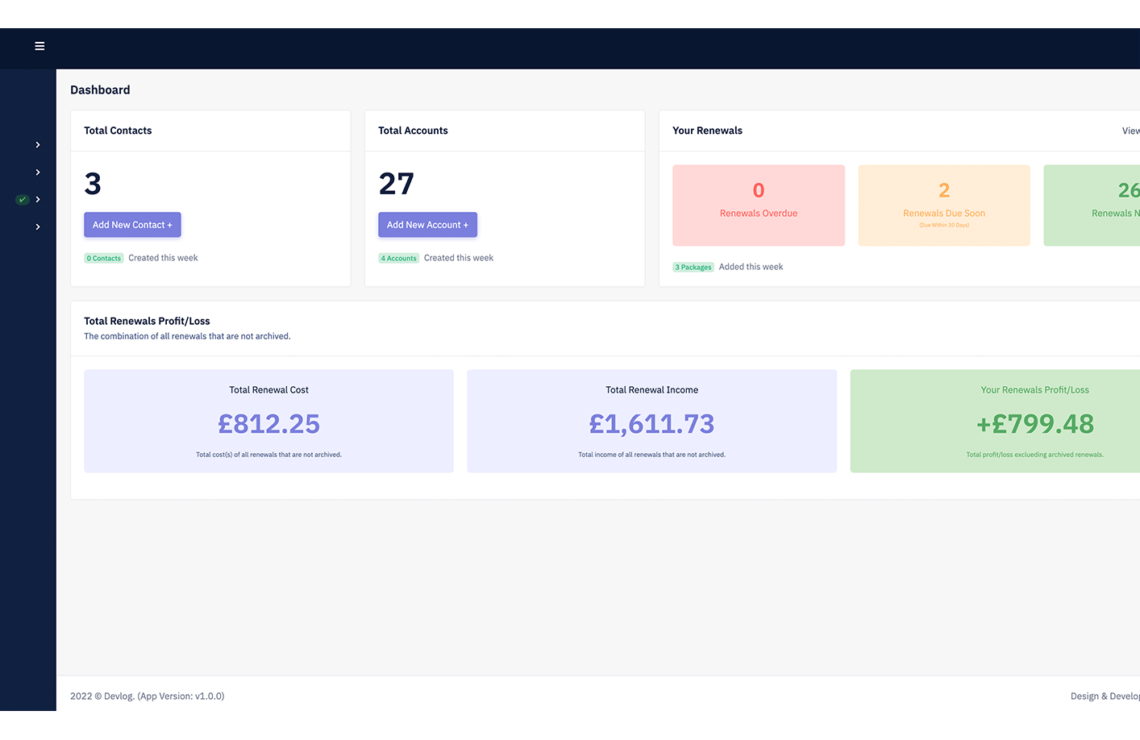 Dashboard
Total Contacts
3
Add New Contact +
0 Contacts Created this week
Total Accounts
27
Add New Account +
4 Accounts Created this week
Your Renewals
View
0
Renewals Overdue
2
Renewals Due Soon
(Due Within 30 Days)
26
Renewals N
3 Packages Added this week
Total Renewals Profit/Loss
The combination of all renewals that are not archived.
Total Renewal Cost
£812.25
Total cost(s) of all renewals that are not archived.
Total Renewal Income
£1,611.73
Total income of all renewals that are not archived.
Your Renewals Profit/Loss
+£799.48
Total profit/loss exclueding archived renewals.
2022 © Devlog. (App Version: v1.0.0)
Design & Develop